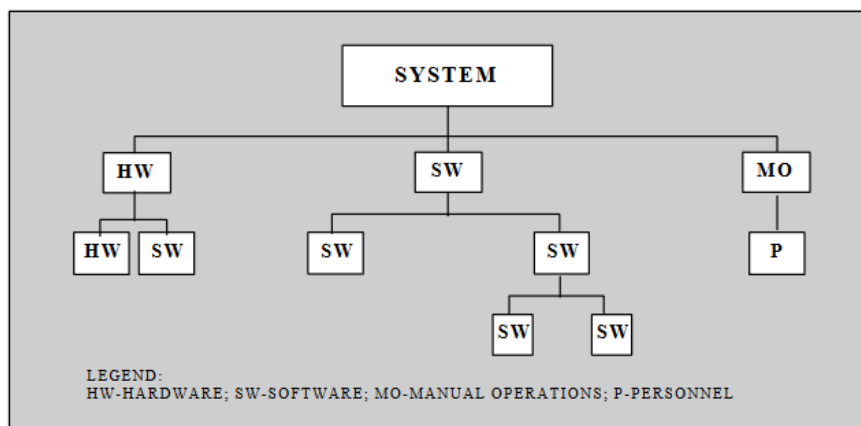 SYSTEM
HW SW MO
HW SW SW SW P
SW SW
LEGEND:
HW-HARDWARE; SW-SOFTWARE; MO-MANUAL OPERATIONS; P-PERSONNEL